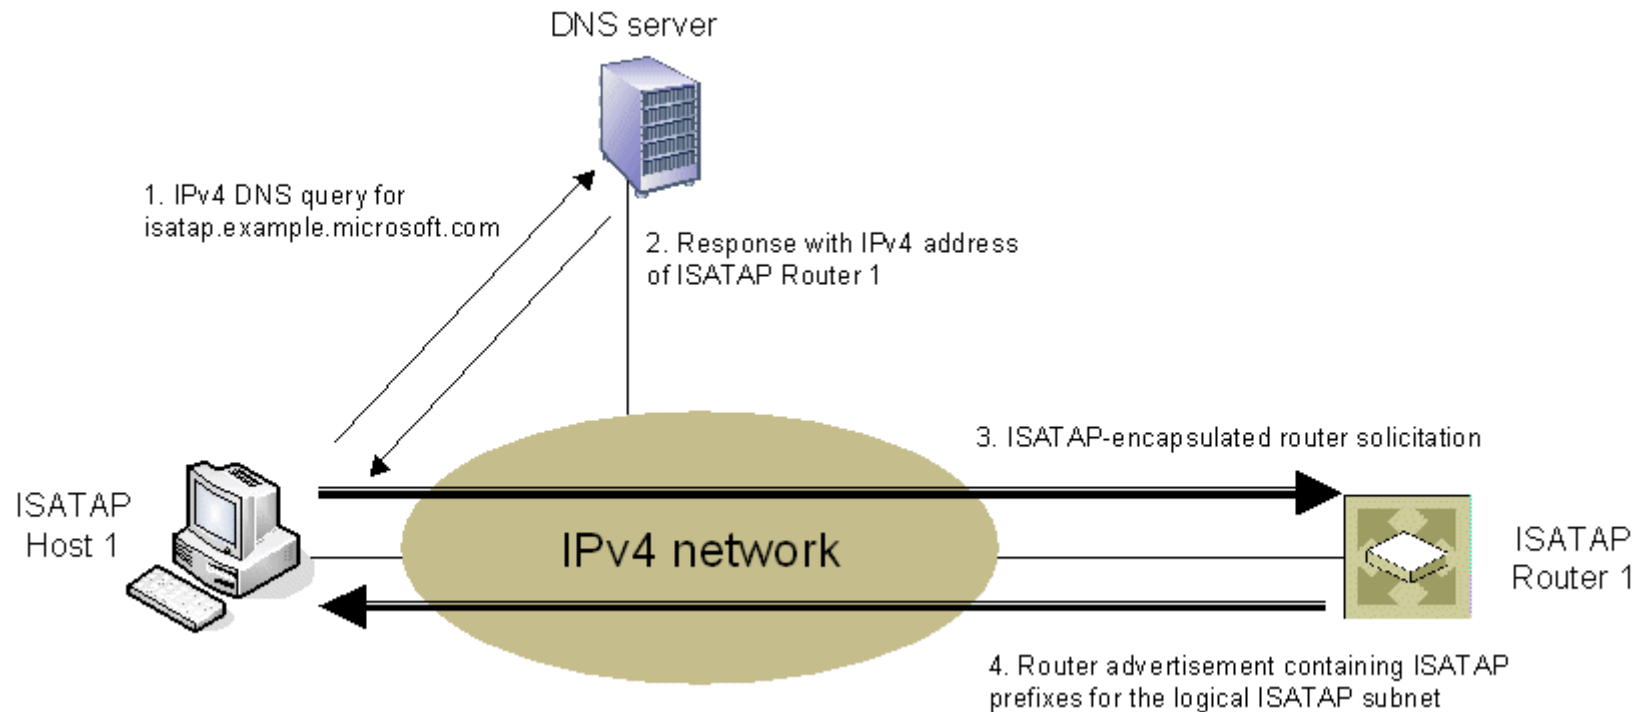 DNS server
1. IPv4 DNS query for
isatap.example.microsoft.com
2. Response with IPv4 address
of ISATAP Router 1
3. ISATAP-encapsulated router solicitation
ISATAP
Host 1
IPv4 network
ISATAP
Router 1
4. Router advertisement containing ISATAP
prefixes for the logical ISATAP subnet